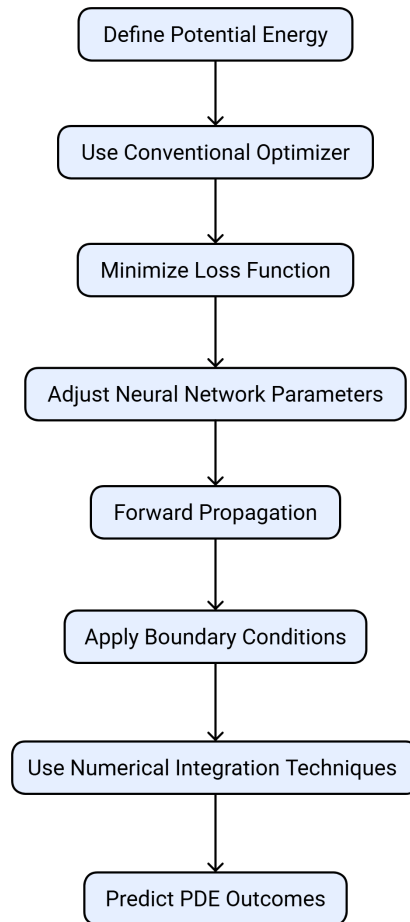 Define Potential Energy
Use Conventional Optimizer
Minimize Loss Function
Adjust Neural Network Parameters
Forward Propagation
Apply Boundary Conditions
Use Numerical Integration Techniques
Predict PDE Outcomes